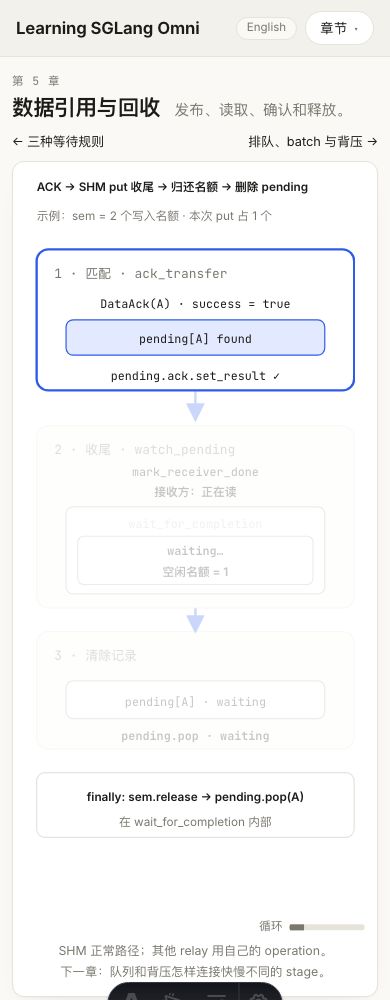 Learning SGLang Omni
English
章节
第 5 章
数据引用与回收 发布、读取、确认和释放。
← 三种等待规则
排队、batch 与背压 →
ACK → SHM put 收尾 → 归还名额 → 删除 pending
示例：sem = 2 个写入名额 · 本次 put 占 1 个
1 · 匹配 · ack_transfer
DataAck(A) · success = true
pending[A] found
pending.ack.set_result ✓
2 · 收尾 · watch_pending
mark_receiver_done
接收方：正在读
wait_for_completion
waiting…
空闲名额 = 1
3 · 清除记录
pending[A] · waiting
pending.pop · waiting
finally: sem.release → pending.pop(A)
在 wait_for_completion 内部
循环
SHM 正常路径；其他 relay 用自己的 operation。
下一章：队列和背压怎样连接快慢不同的 stage。